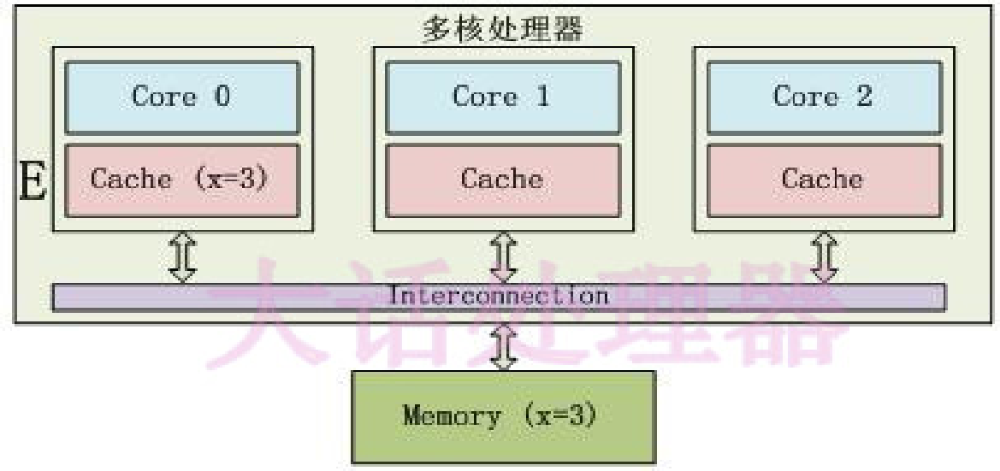 多核处理器
Core 0
Core 1
Core 2
E
Cache (x=3)
Cache
Cache
Interconnection
大话处理器
Memory (x=3)